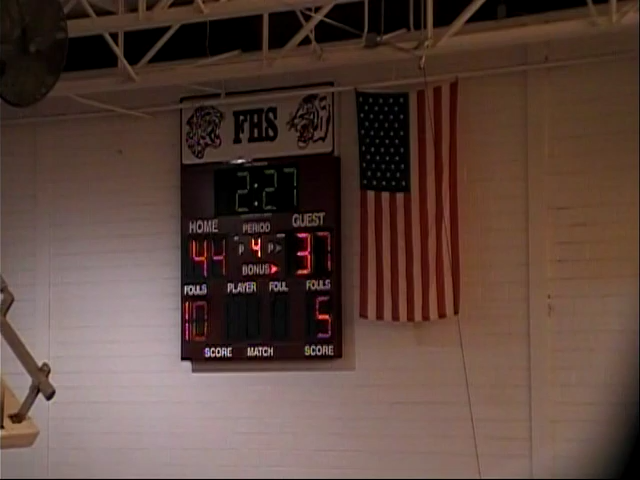 FHS
2:27
HOME PERIOD GUEST
44 P 4 P 37
BONUS
FOULS PLAYER FOUL FOULS
10 5
SCORE MATCH SCORE